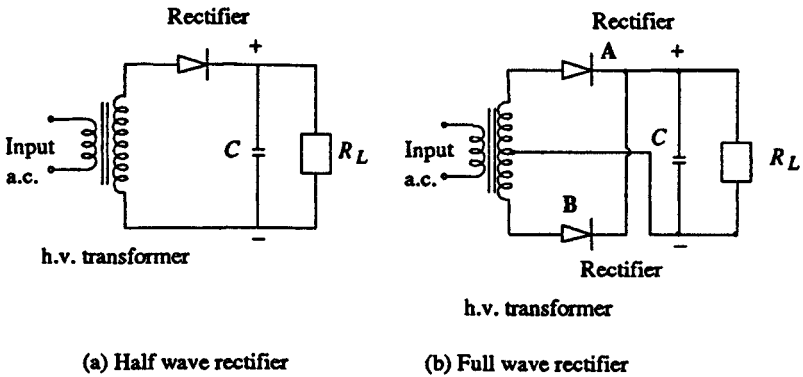 Rectifier
+
Input
a.c.
C
R_L
–
h.v. transformer
(a) Half wave rectifier
Rectifier
A
+
Input
a.c.
C
R_L
B
–
Rectifier
h.v. transformer
(b) Full wave rectifier